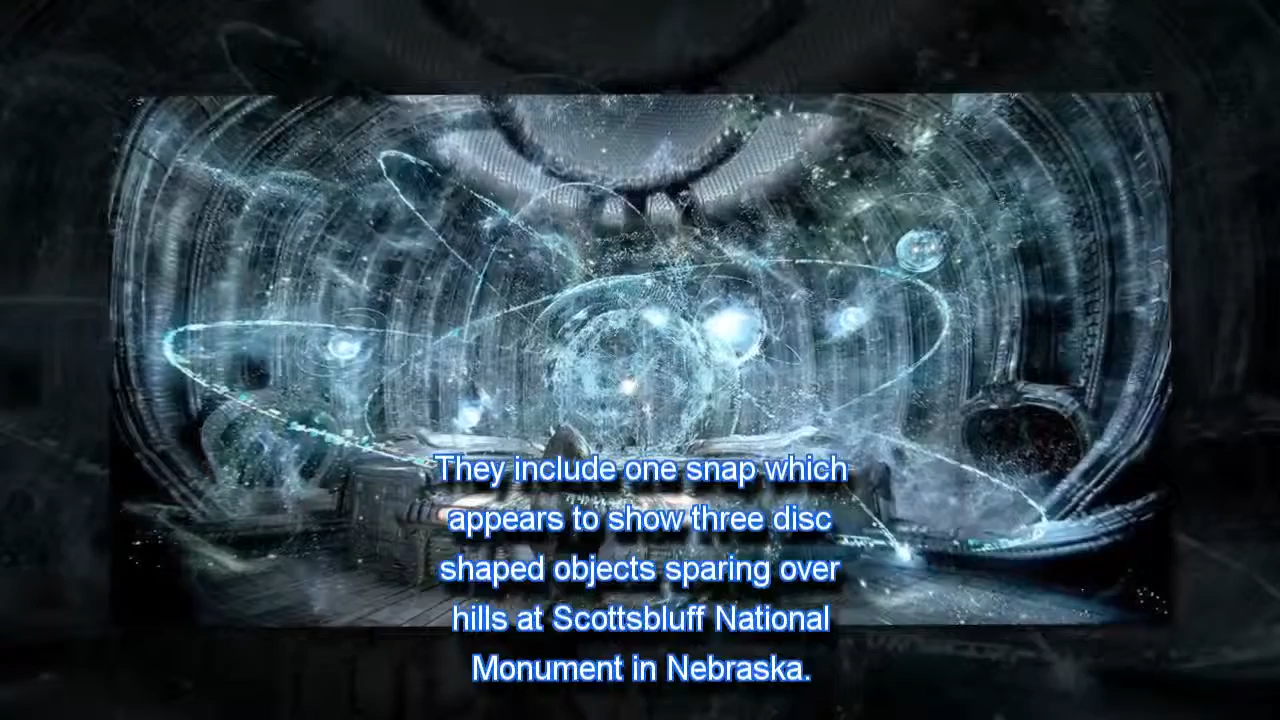 They include one snap which
appears to show three disc
shaped objects sparing over
hills at Scottsbluff National
Monument in Nebraska.